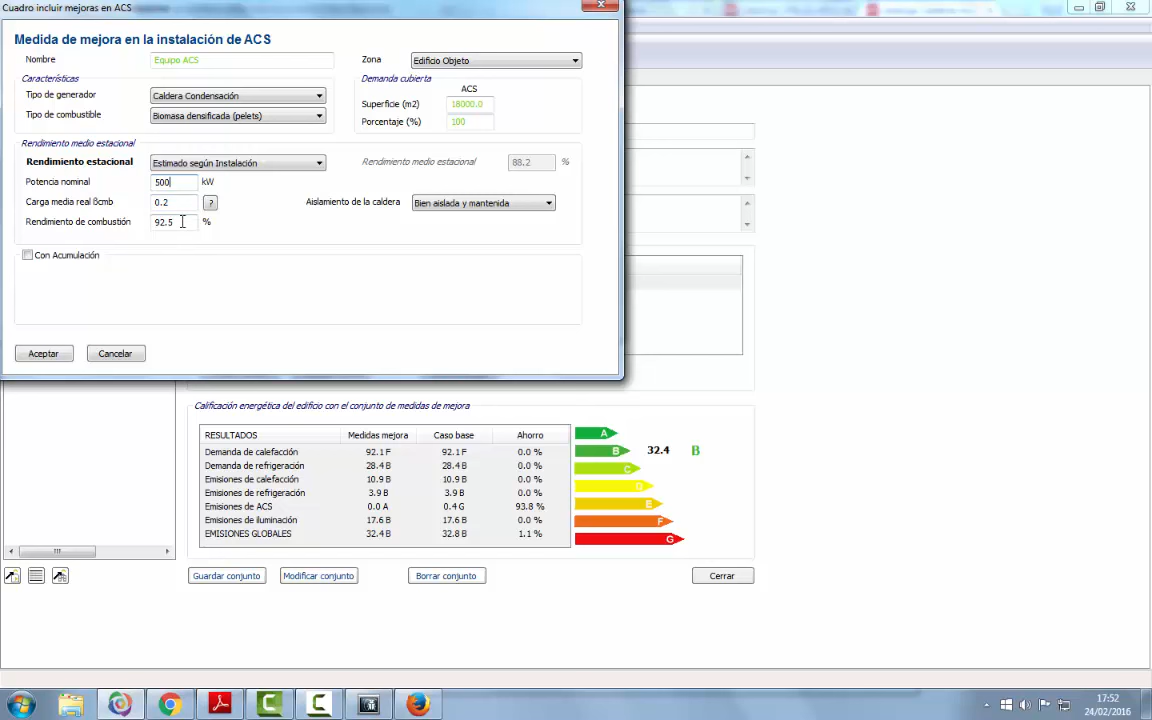 Cuadro incluir mejoras en ACS
Medida de mejora en la instalación de ACS
Nombre Equipo ACS Zona Edificio Objeto
Características Demanda cubierta
ACS
Tipo de generador Caldera Condensación Superficie (m2) 18000.0
Tipo de combustible Biomasa densificada (pelets) Porcentaje (%) 100
Rendimiento medio estacional
Rendimiento estacional Estimado según Instalación Rendimiento medio estacional 88.2 %
Potencia nominal 500 kW
Carga media real βcmb 0.2 ? Aislamiento de la caldera Bien aislada y mantenida
Rendimiento de combustión 92.5 %
Con Acumulación
Aceptar Cancelar
Calificación energética del edificio con el conjunto de medidas de mejora
RESULTADOS Medidas mejora Caso base Ahorro
Demanda de calefacción 92.1 F 92.1 F 0.0 %
Demanda de refrigeración 28.4 B 28.4 B 0.0 %
Emisiones de calefacción 10.9 B 10.9 B 0.0 %
Emisiones de refrigeración 3.9 B 3.9 B 0.0 %
Emisiones de ACS 0.0 A 0.4 G 93.8 %
Emisiones de iluminación 17.6 B 17.6 B 0.0 %
EMISIONES GLOBALES 32.4 B 32.8 B 1.1 %
A
B 32.4 B
C
D
E
F
G
Guardar conjunto Modificar conjunto Borrar conjunto Cerrar
17:52
24/02/2016